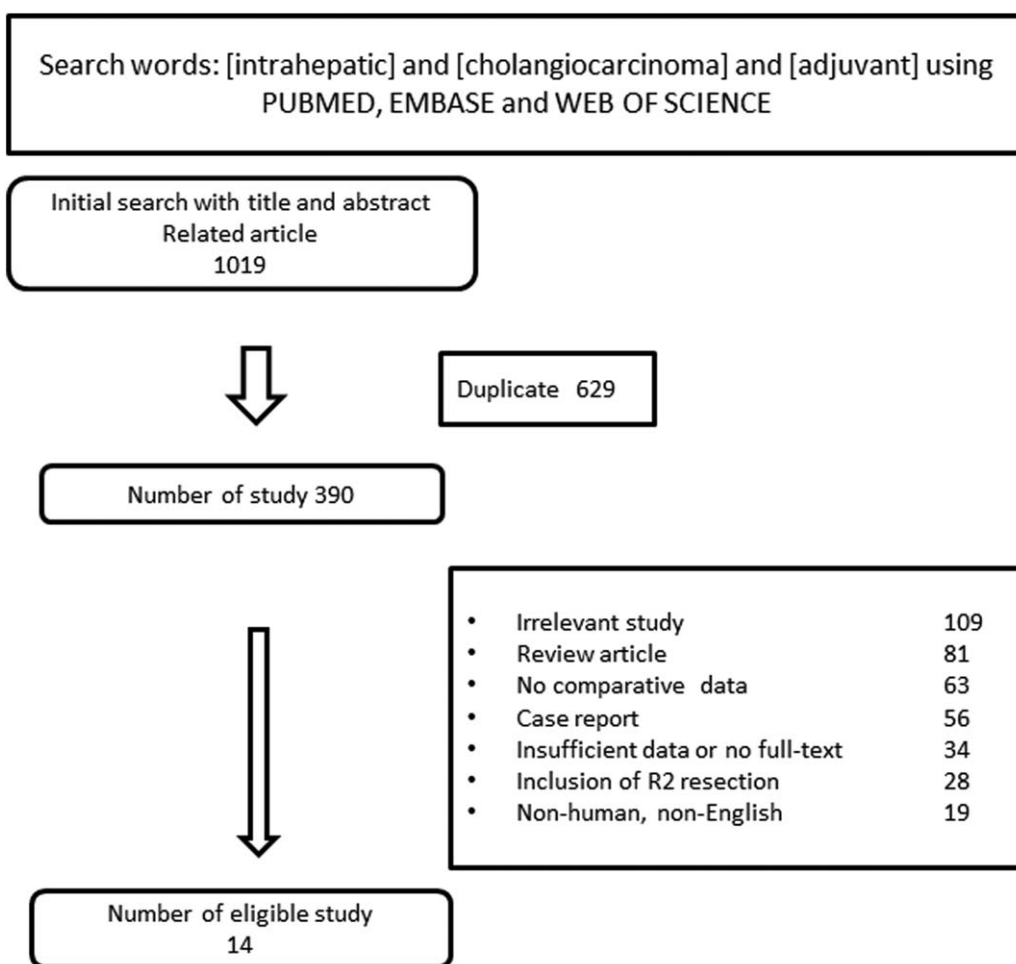 Search words: [intrahepatic] and [cholangiocarcinoma] and [adjuvant] using
PUBMED, EMBASE and WEB OF SCIENCE
Initial search with title and abstract
Related article
1019
Duplicate 629
Number of study 390
• Irrelevant study 109
• Review article 81
• No comparative data 63
• Case report 56
• Insufficient data or no full-text 34
• Inclusion of R2 resection 28
• Non-human, non-English 19
Number of eligible study
14